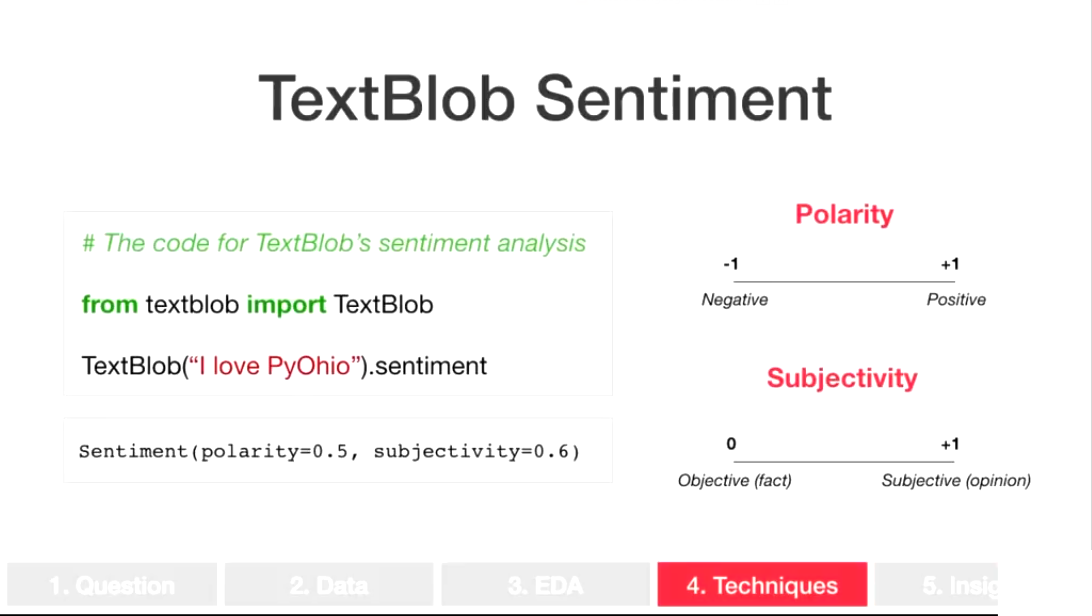 TextBlob Sentiment
# The code for TextBlob's sentiment analysis
from textblob import TextBlob
TextBlob(“I love PyOhio”).sentiment
Sentiment(polarity=0.5, subjectivity=0.6)
Polarity
-1 +1
Negative Positive
Subjectivity
0 +1
Objective (fact) Subjective (opinion)
1. Question 2. Data 3. EDA 4. Techniques 5. Insig